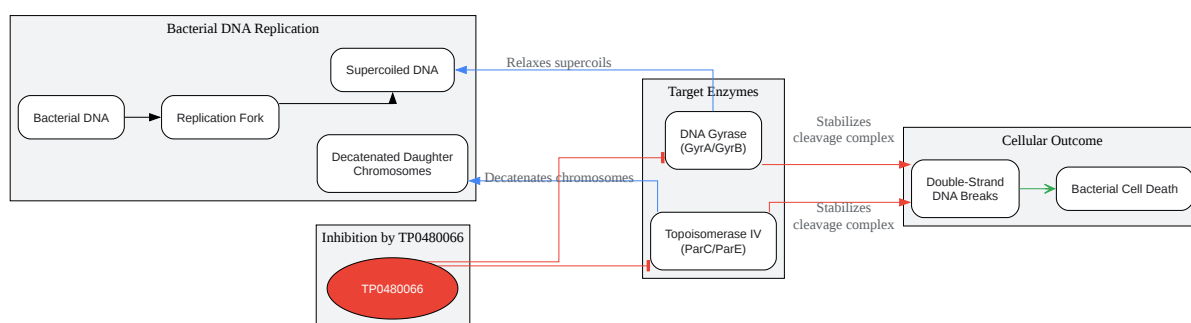 Bacterial DNA Replication
Bacterial DNA
Replication Fork
Supercoiled DNA
Decatenated Daughter
Chromosomes
Relaxes supercoils
Decatenates chromosomes
Inhibition by TP0480066
TP0480066
Target Enzymes
DNA Gyrase
(GyrA/GyrB)
Topoisomerase IV
(ParC/ParE)
Stabilizes
cleavage complex
Stabilizes
cleavage complex
Cellular Outcome
Double-Strand
DNA Breaks
Bacterial Cell Death